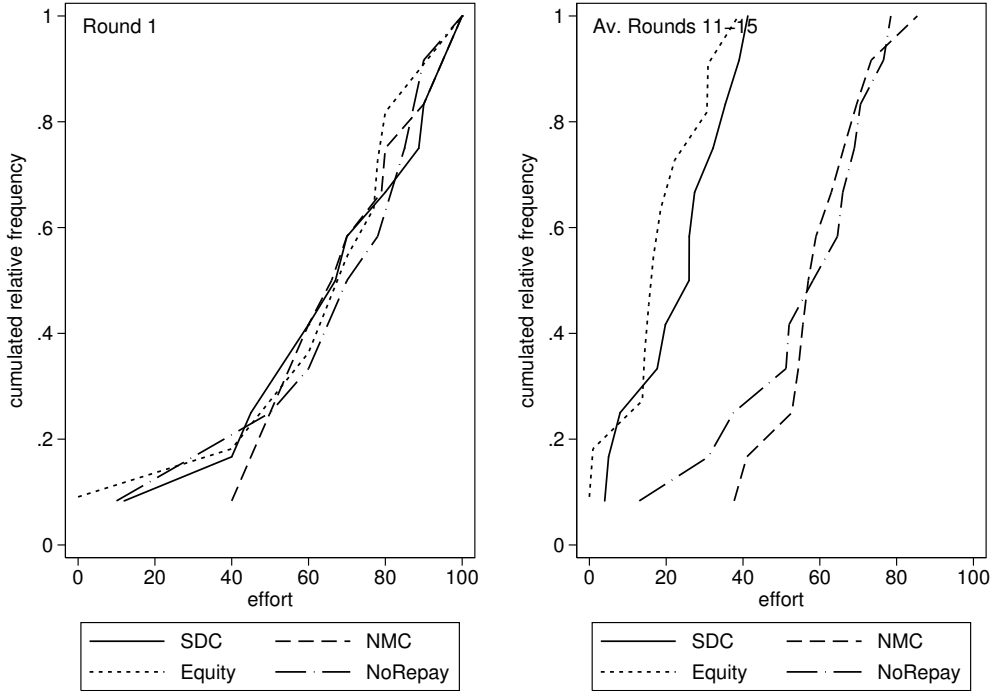 Round 1
cumulated relative frequency
1
.8
.6
.4
.2
0
0 20 40 60 80 100
effort
SDC NMC
Equity NoRepay
Av. Rounds 11-15
cumulated relative frequency
1
.8
.6
.4
.2
0
0 20 40 60 80 100
effort
SDC NMC
Equity NoRepay